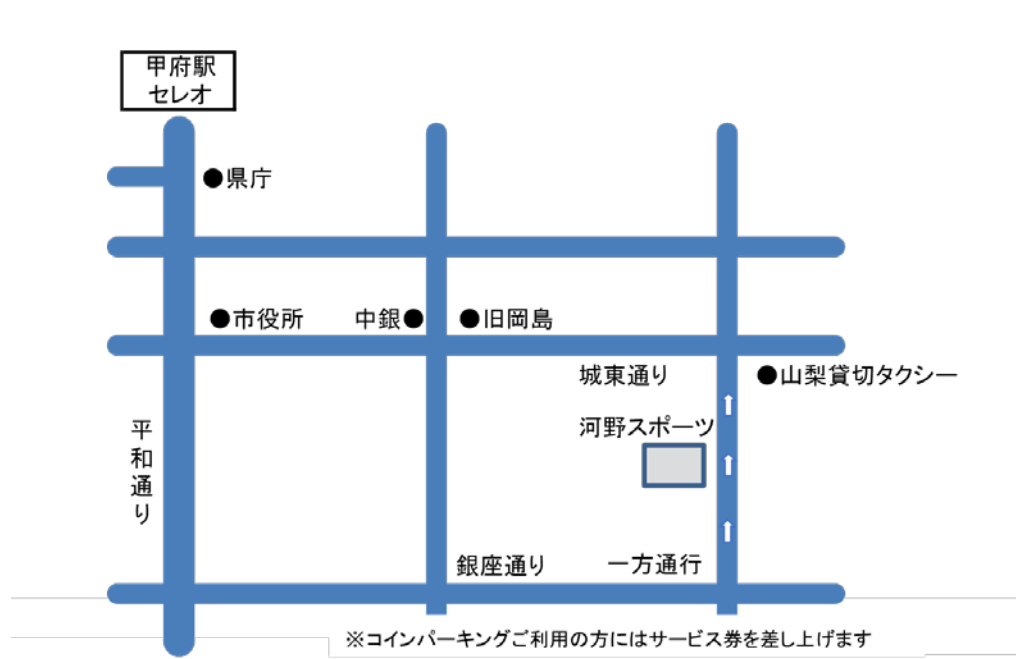 甲府駅
セレオ
●県庁
●市役所
中銀●
●旧岡島
城東通り
●山梨貸切タクシー
河野スポーツ
平和通り
銀座通り
一方通行
※コインパーキングご利用の方にはサービス券を差し上げます